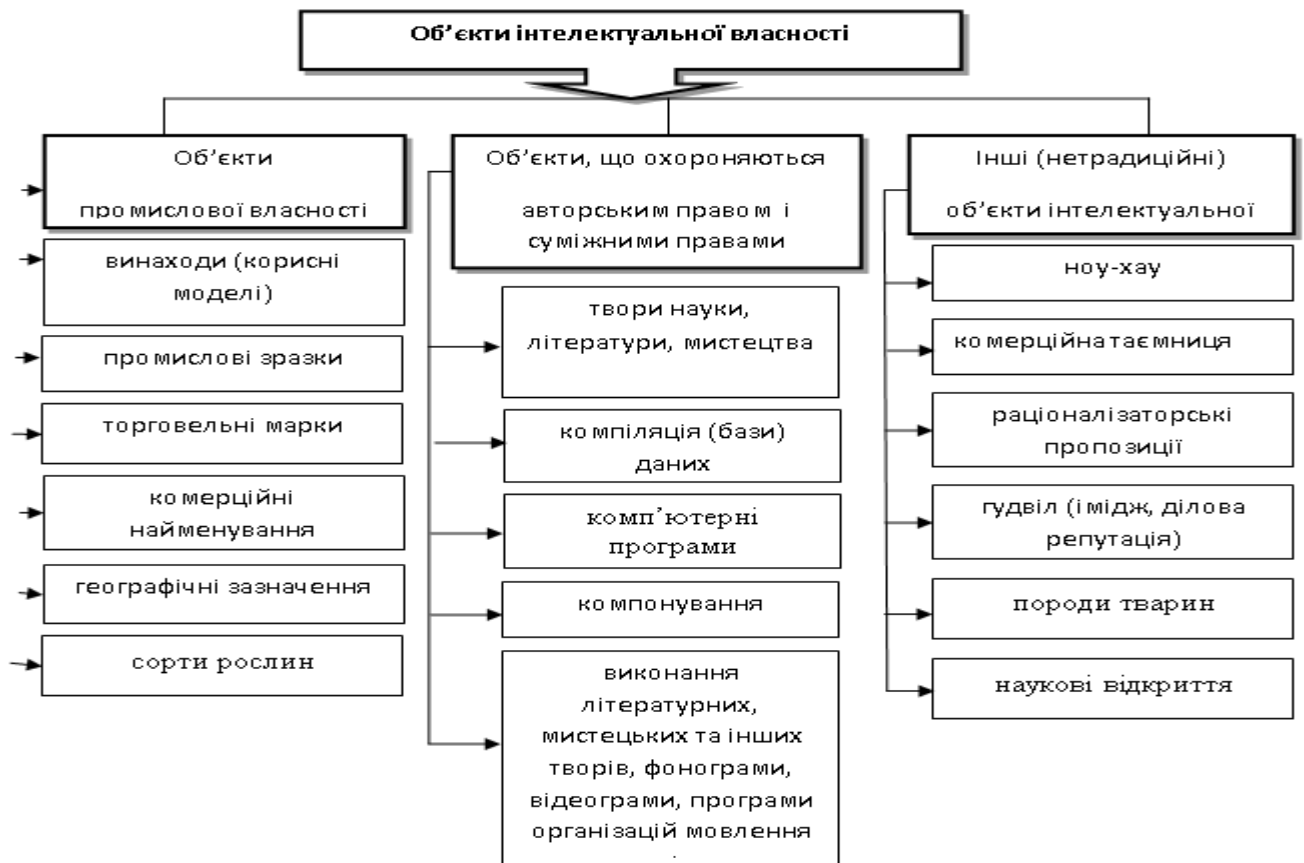 Об’єкти інтелектуальної власності
Об’єкти
промислової власності
винаходи (корисні
моделі)
промислові зразки
торговельні марки
комерційні
найменування
географічні зазначення
сорти рослин
Об’єкти, що охороняються
авторським правом і
суміжними правами
твори науки,
літератури, мистецтва
компіляція (бази)
даних
комп’ютерні
програми
компонування
виконання
літературних,
мистецьких та інших
творів, фонограми,
відеограми, програми
організацій мовлення
Інші (нетрадиційні)
об’єкти інтелектуальної
ноу-хау
комерційна таємниця
раціоналізаторські
пропозиції
гудвіл (імідж, ділова
репутація)
породи тварин
наукові відкриття